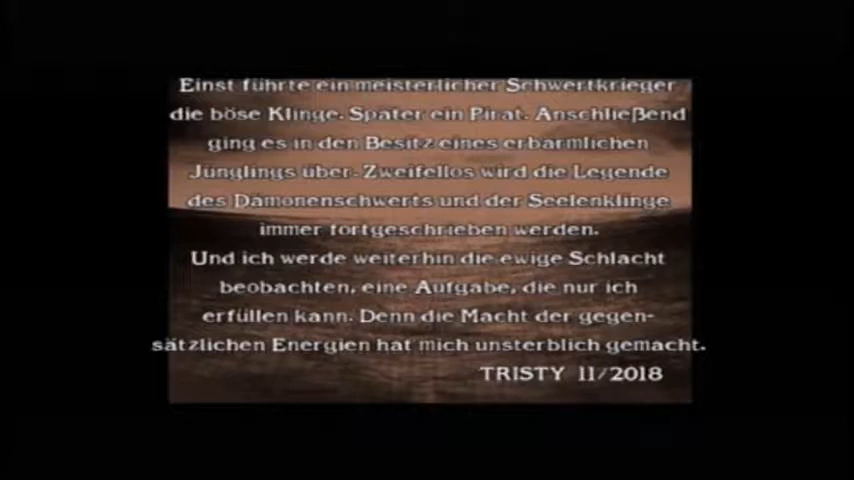 Einst führte ein meisterlicher Schwertkrieger
die böse Klinge. Später ein Pirat. Anschließend
ging es in den Besitz eines erbärmlichen
Jünglings über. Zweifellos wird die Legende
des Dämonenschwerts und der Seelenklinge
immer fortgeschrieben werden.
Und ich werde weiterhin die ewige Schlacht
beobachten, eine Aufgabe, die nur ich
erfüllen kann. Denn die Macht der gegen-
sätzlichen Energien hat mich unsterblich gemacht.
TRISTY 11/2018